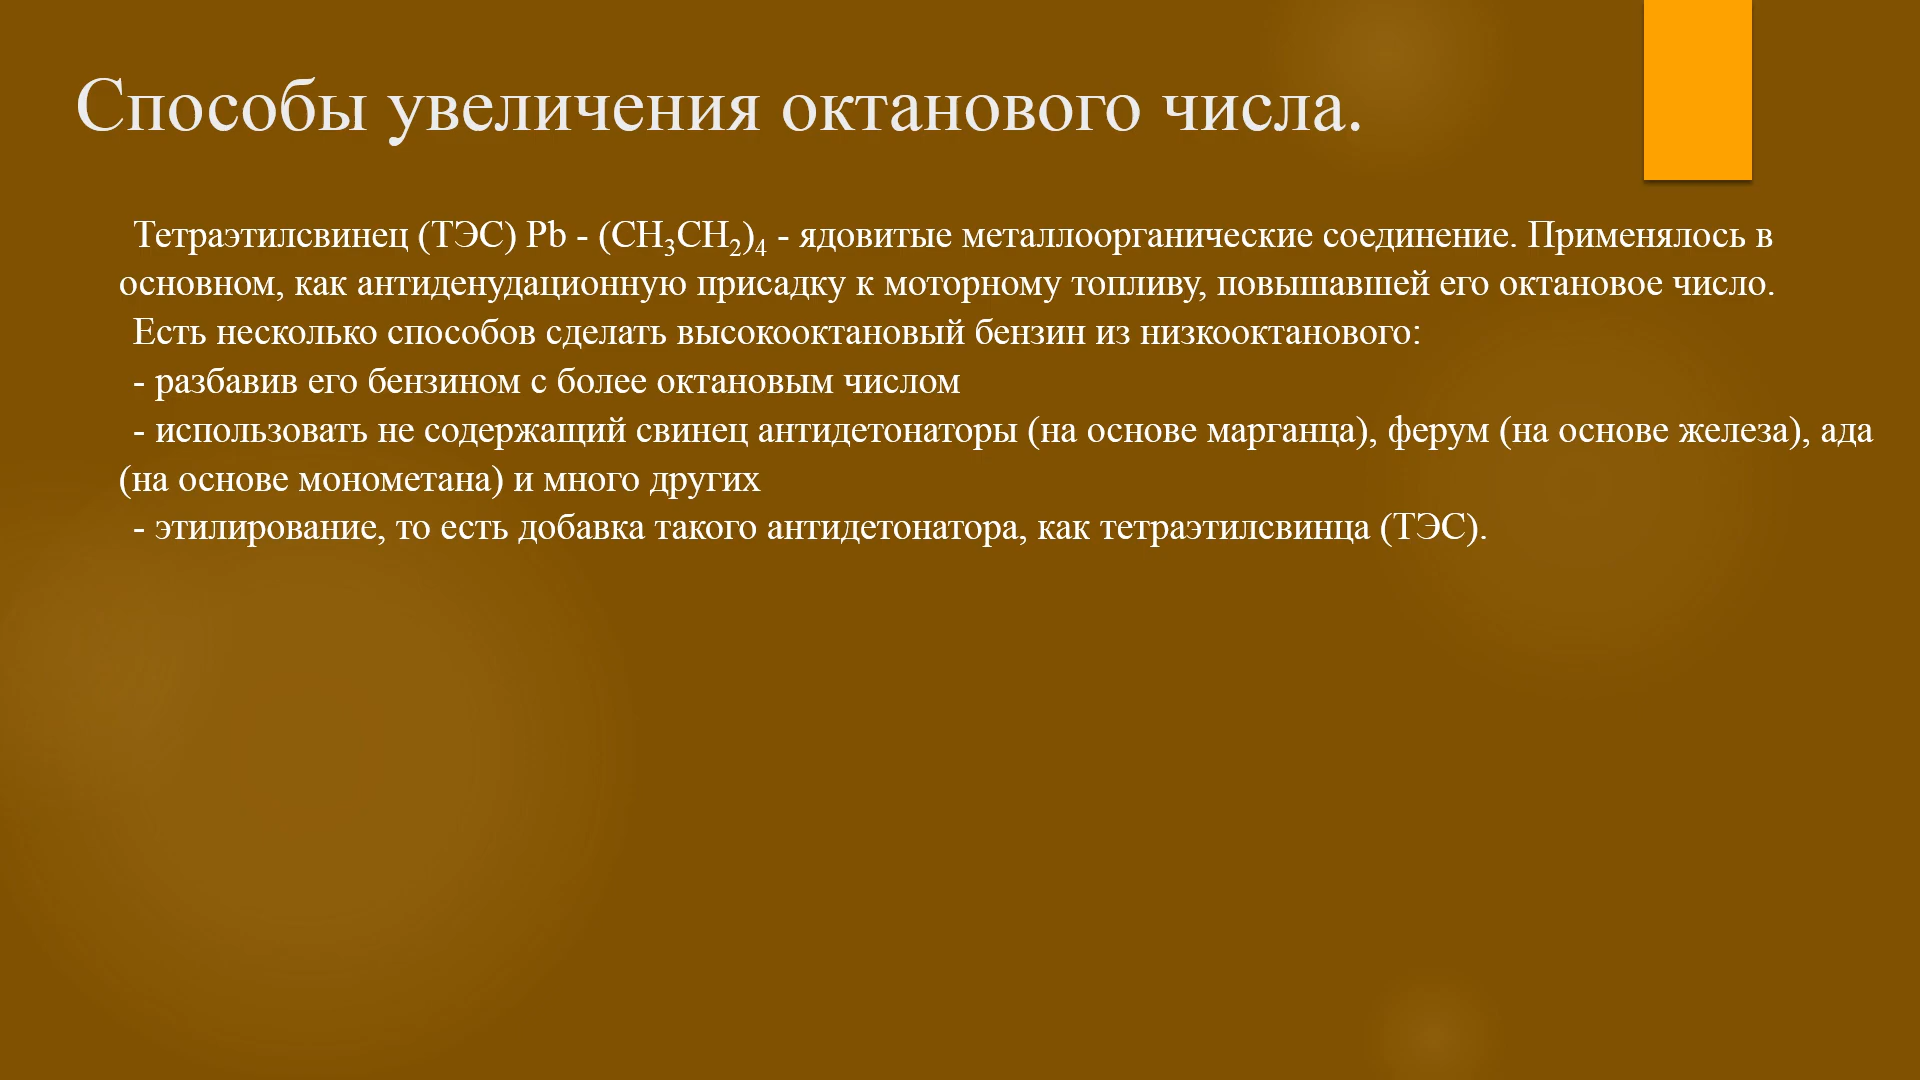 Способы увеличения октанового числа.
Тетраэтилсвинец (ТЭС) Pb - (CH₃CH₂)₄ - ядовитые металлоорганические соединение. Применялось в
основном, как антиденудационную присадку к моторному топливу, повышавшей его октановое число.
Есть несколько способов сделать высокооктановый бензин из низкооктанового:
- разбавив его бензином с более октановым числом
- использовать не содержащий свинец антидетонаторы (на основе марганца), ферум (на основе железа), ада
(на основе монометана) и много других
- этилирование, то есть добавка такого антидетонатора, как тетраэтилсвинца (ТЭС).